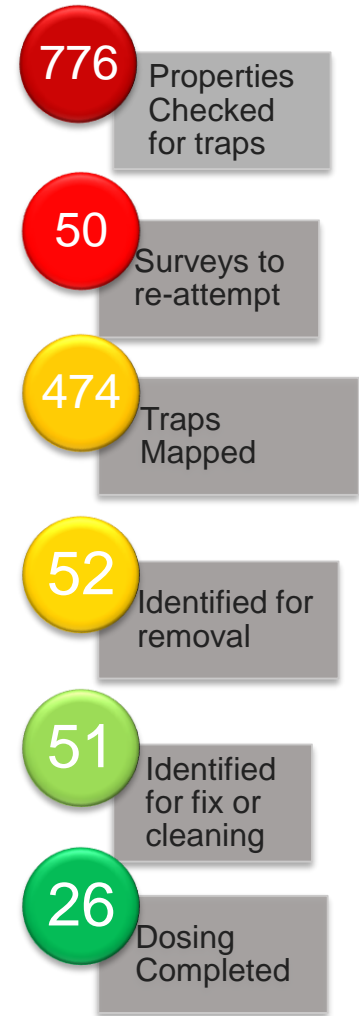 776
Properties
Checked
for traps
50
Surveys to
re-attempt
474
Traps
Mapped
52
Identified for
removal
51
Identified
for fix or
cleaning
26
Dosing
Completed